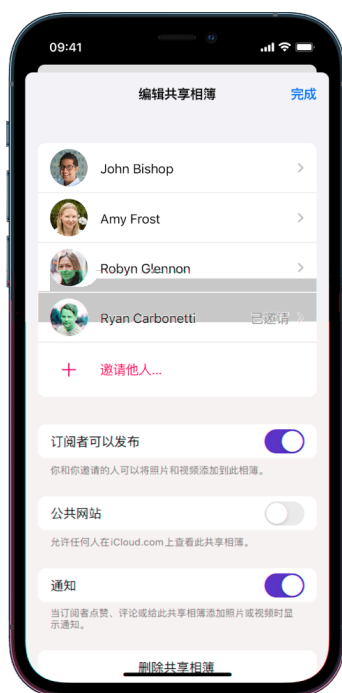 09:41
编辑共享相簿 完成
John Bishop
Amy Frost
Robyn Glennon
Ryan Carbonetti 已邀请
邀请他人...
订阅者可以发布
你和你邀请的人可以将照片和视频添加到此相簿。
公共网站
允许任何人在iCloud.com上查看此共享相簿。
通知
当订阅者点赞、评论或给此共享相簿添加照片或视频时显
示通知。
删除共享相簿